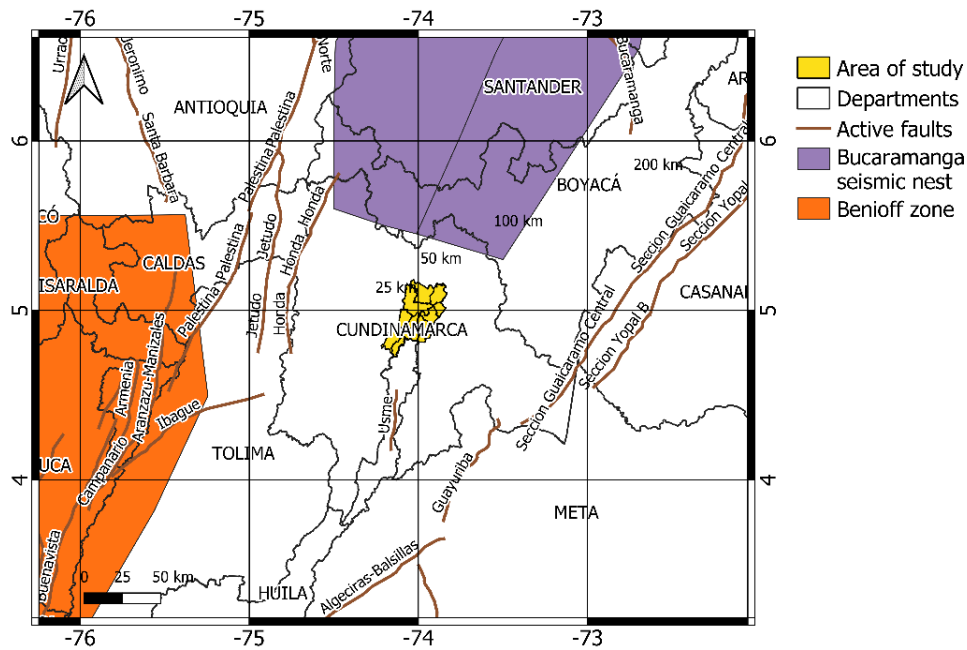 -76 -75 -74 -73
Urrao
Jeronimo
Norte
Bucaramanga
SANTANDER
AR
ANTIOQUIA
Santa Barbara
Palestina
Palestina
6 6
200 km
BOYACÁ
Seccion Guaicaramo Central
Seccion Yopal
CÓ
Jetudo
Honda
Honda
100 km
50 km
CALDAS
Palestina
Palestina
ISARALDA
25 km
CASANAI
5 5
Jetudo
Honda
CUNDINAMARCA
Seccion Guaicaramo Central
Seccion Yopal B
Armenia
Aranzazu-Manizales
Ibague
Usme
TOLIMA
UCA
Campanario
4 4
Guayuriba
META
Buenavista
Algeciras-Balsillas
0 25 50 km
HUILA
-76 -75 -74 -73
Area of study
Departments
Active faults
Bucaramanga
seismic nest
Benioff zone